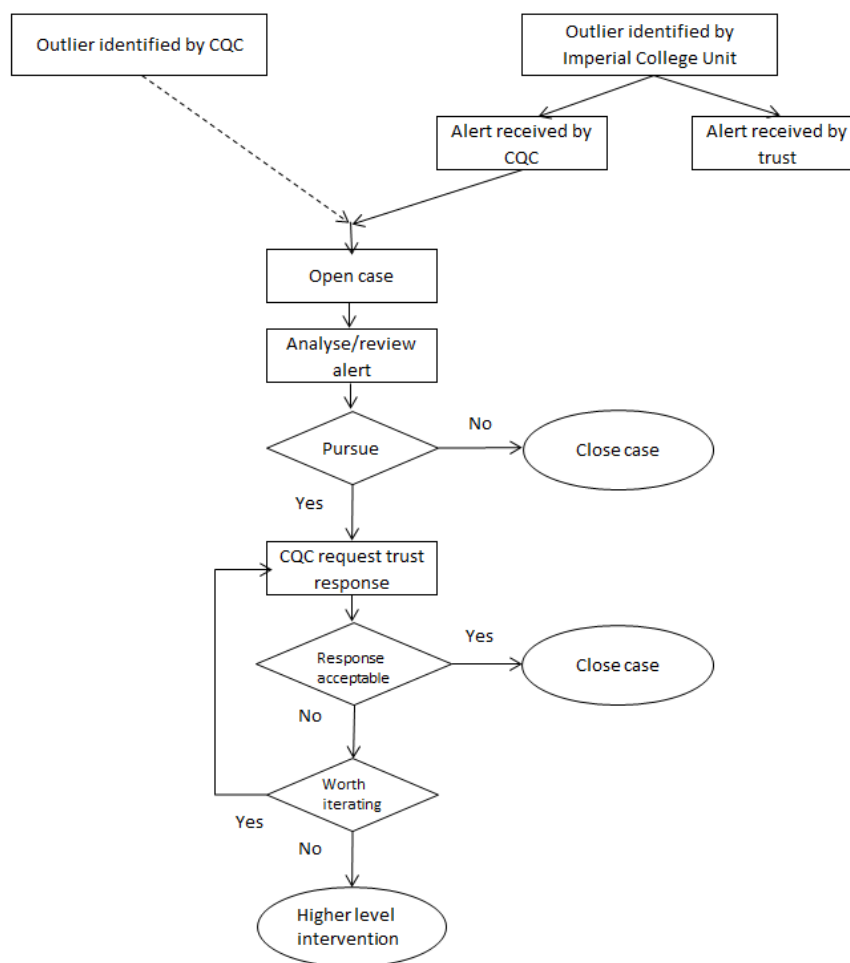 Outlier identified by CQC
Outlier identified by
Imperial College Unit
Alert received by
CQC
Alert received by
trust
Open case
Analyse/review
alert
Pursue
No
Close case
Yes
CQC request trust
response
Response
acceptable
Yes
Close case
No
Worth
iterating
Yes
No
Higher level
intervention